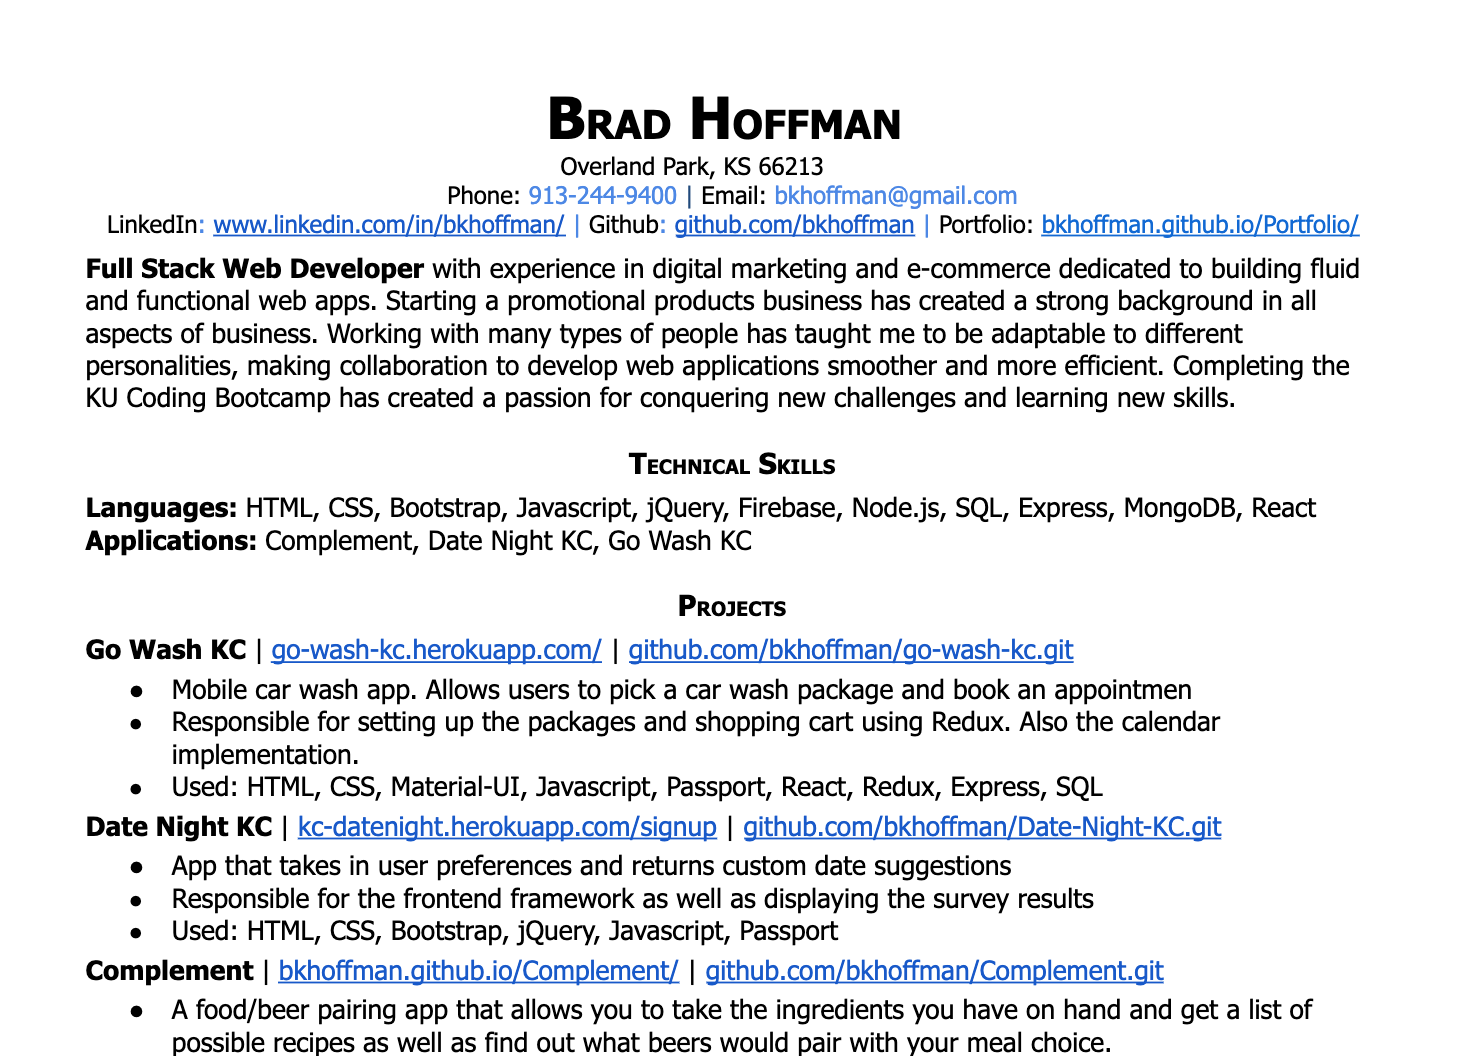 Brad Hoffman
Overland Park, KS 66213
Phone: 913-244-9400 | Email: bkhoffman@gmail.com
LinkedIn: www.linkedin.com/in/bkhoffman/ | Github: github.com/bkhoffman | Portfolio: bkhoffman.github.io/Portfolio/
Full Stack Web Developer with experience in digital marketing and e-commerce dedicated to building fluid
and functional web apps. Starting a promotional products business has created a strong background in all
aspects of business. Working with many types of people has taught me to be adaptable to different
personalities, making collaboration to develop web applications smoother and more efficient. Completing the
KU Coding Bootcamp has created a passion for conquering new challenges and learning new skills.
Technical Skills
Languages: HTML, CSS, Bootstrap, Javascript, jQuery, Firebase, Node.js, SQL, Express, MongoDB, React
Applications: Complement, Date Night KC, Go Wash KC
Projects
Go Wash KC | go-wash-kc.herokuapp.com/ | github.com/bkhoffman/go-wash-kc.git
● Mobile car wash app. Allows users to pick a car wash package and book an appointmen
● Responsible for setting up the packages and shopping cart using Redux. Also the calendar
implementation.
● Used: HTML, CSS, Material-UI, Javascript, Passport, React, Redux, Express, SQL
Date Night KC | kc-datenight.herokuapp.com/signup | github.com/bkhoffman/Date-Night-KC.git
● App that takes in user preferences and returns custom date suggestions
● Responsible for the frontend framework as well as displaying the survey results
● Used: HTML, CSS, Bootstrap, jQuery, Javascript, Passport
Complement | bkhoffman.github.io/Complement/ | github.com/bkhoffman/Complement.git
● A food/beer pairing app that allows you to take the ingredients you have on hand and get a list of
possible recipes as well as find out what beers would pair with your meal choice.